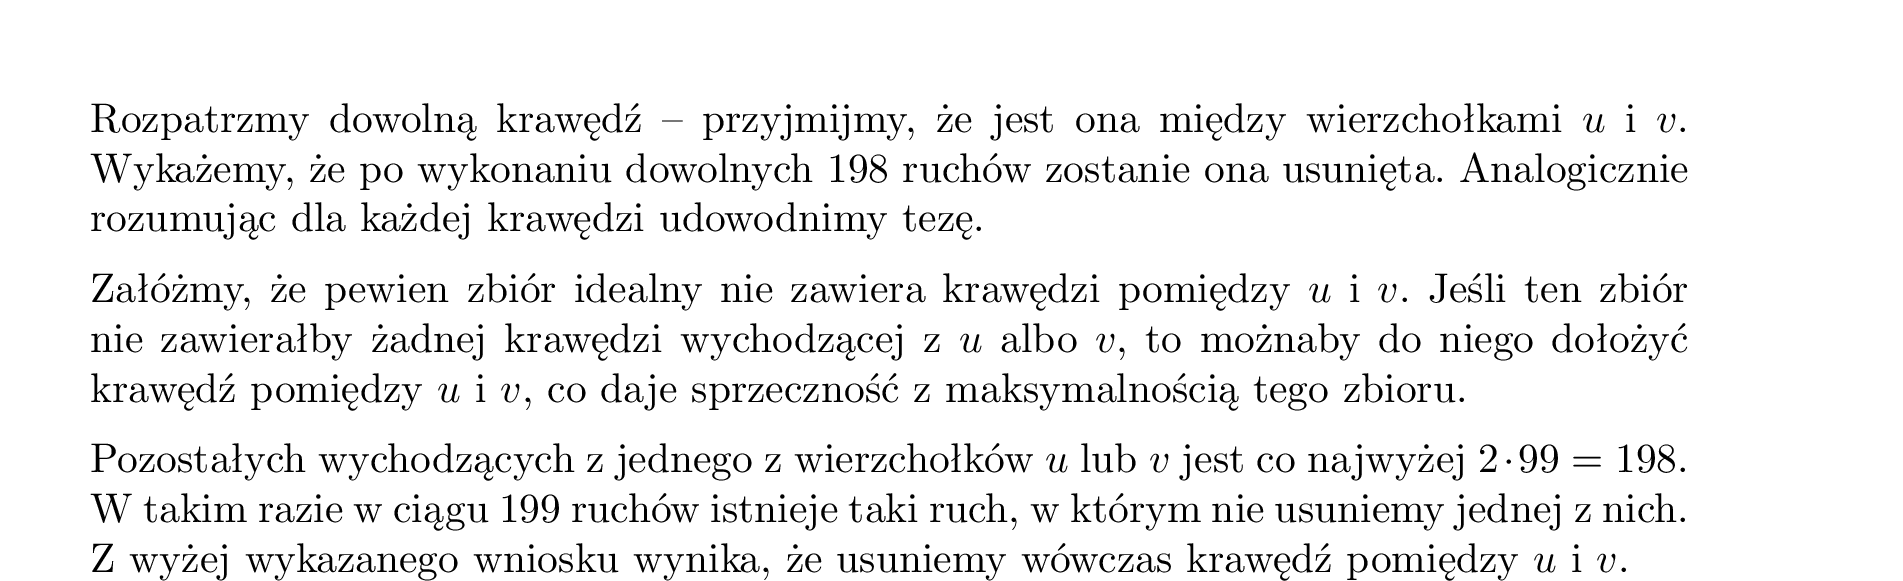 Rozpatrzmy dowolną krawędź – przyjmijmy, że jest ona między wierzchołkami u i v.
Wykażemy, że po wykonaniu dowolnych 198 ruchów zostanie ona usunięta. Analogicznie
rozumując dla każdej krawędzi udowodnimy tezę.
Załóżmy, że pewien zbiór idealny nie zawiera krawędzi pomiędzy u i v. Jeśli ten zbiór
nie zawierałby żadnej krawędzi wychodzącej z u albo v, to możnaby do niego dołożyć
krawędź pomiędzy u i v, co daje sprzeczność z maksymalnością tego zbioru.
Pozostałych wychodzących z jednego z wierzchołków u lub v jest co najwyżej 2·99 = 198.
W takim razie w ciągu 199 ruchów istnieje taki ruch, w którym nie usuniemy jednej z nich.
Z wyżej wykazanego wniosku wynika, że usuniemy wówczas krawędź pomiędzy u i v.